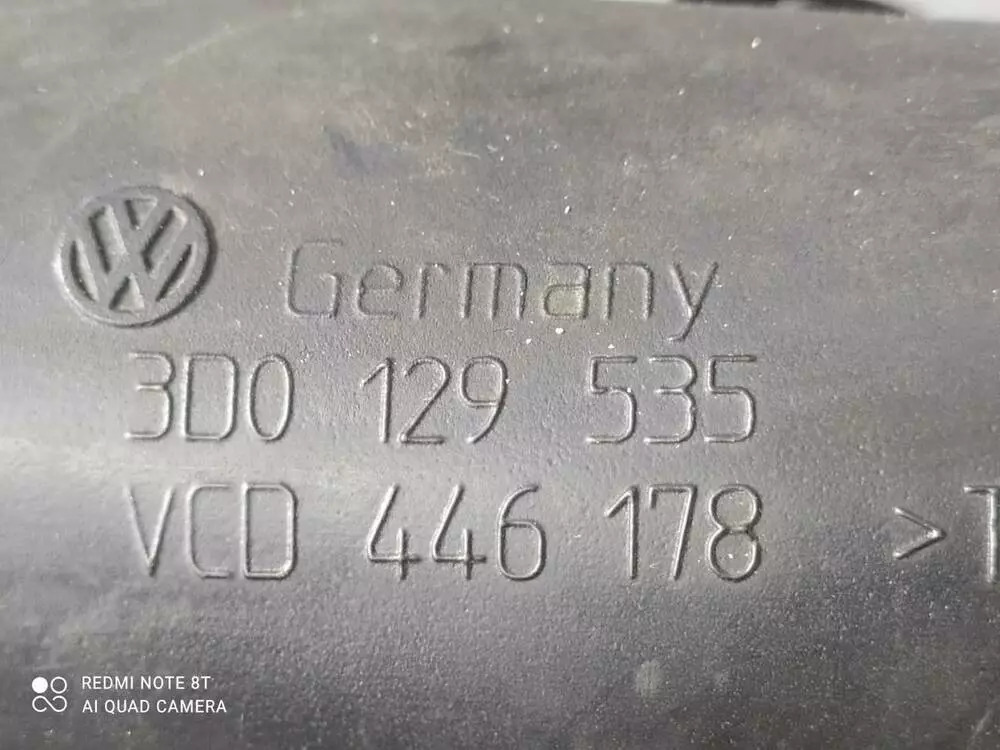 Germany
3D0 129 535
VCD 446 178 >T
REDMI NOTE 8T
AI QUAD CAMERA